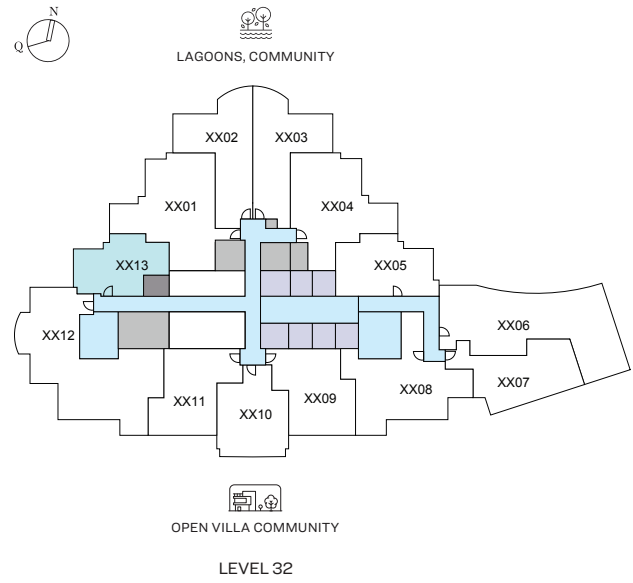 N
Q
LAGOONS, COMMUNITY
XX02
XX03
XX01
XX04
XX13
XX05
XX12
XX06
XX07
XX08
XX11
XX10
XX09
OPEN VILLA COMMUNITY
LEVEL 32